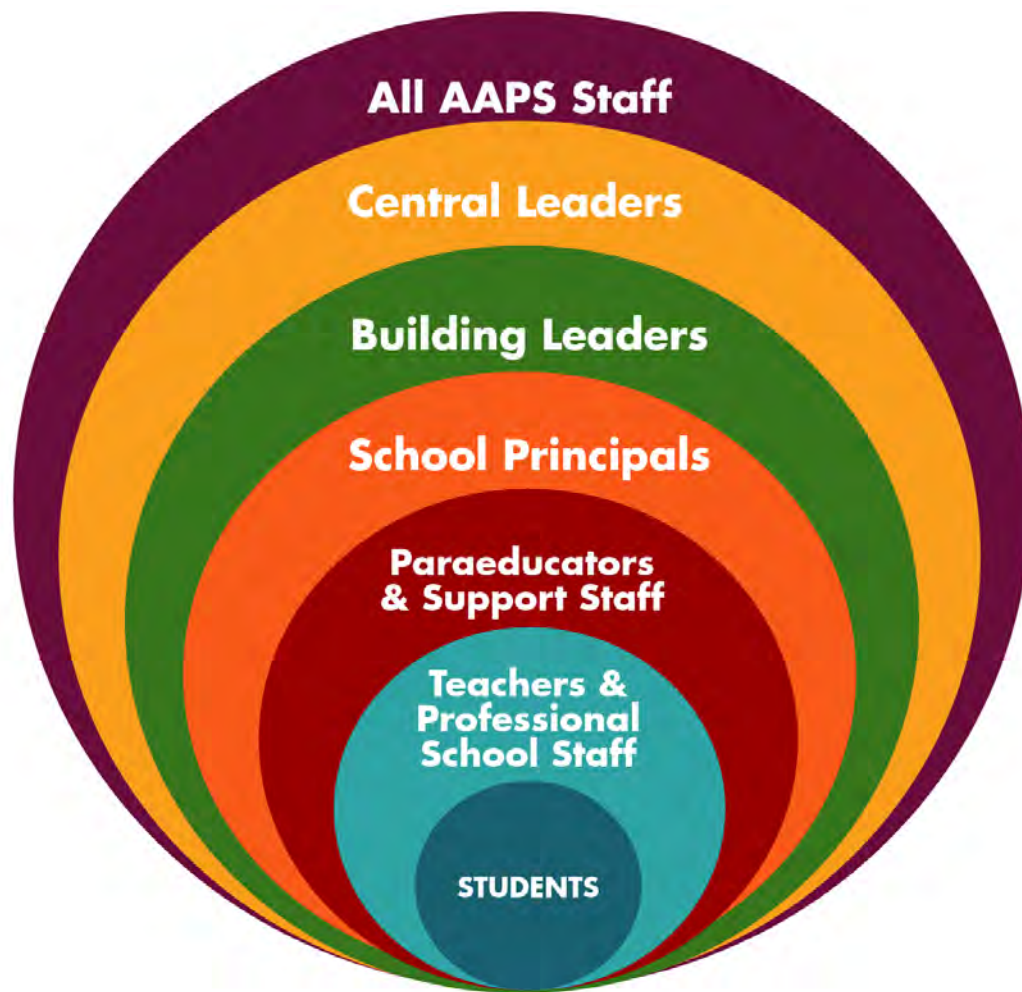 All AAPS Staff
Central Leaders
Building Leaders
School Principals
Paraeducators
& Support Staff
Teachers &
Professional
School Staff
STUDENTS